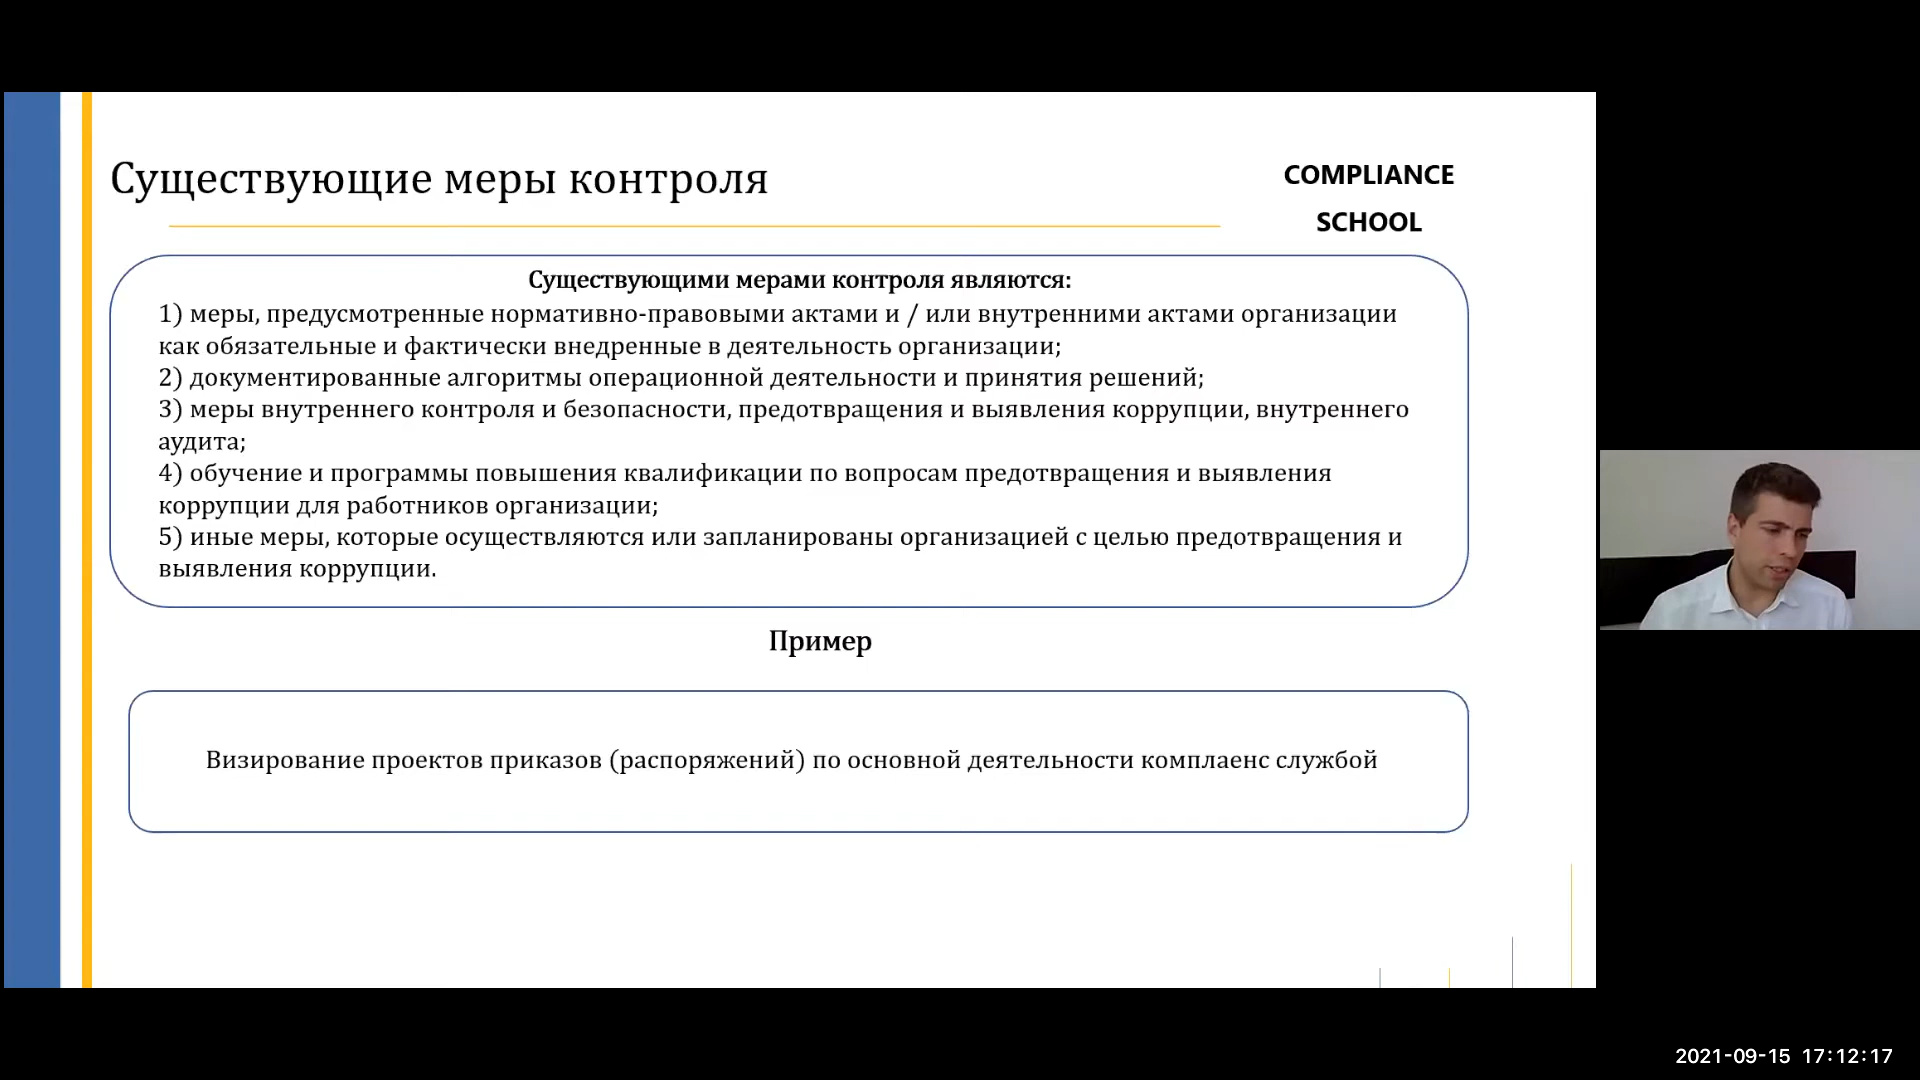 Существующие меры контроля
COMPLIANCE
SCHOOL
Существующими мерами контроля являются:
1) меры, предусмотренные нормативно-правовыми актами и / или внутренними актами организации
как обязательные и фактически внедренные в деятельность организации;
2) документированные алгоритмы операционной деятельности и принятия решений;
3) меры внутреннего контроля и безопасности, предотвращения и выявления коррупции, внутреннего
аудита;
4) обучение и программы повышения квалификации по вопросам предотвращения и выявления
коррупции для работников организации;
5) иные меры, которые осуществляются или запланированы организацией с целью предотвращения и
выявления коррупции.
Пример
Визирование проектов приказов (распоряжений) по основной деятельности комплаенс службой
2021-09-15 17:12:17